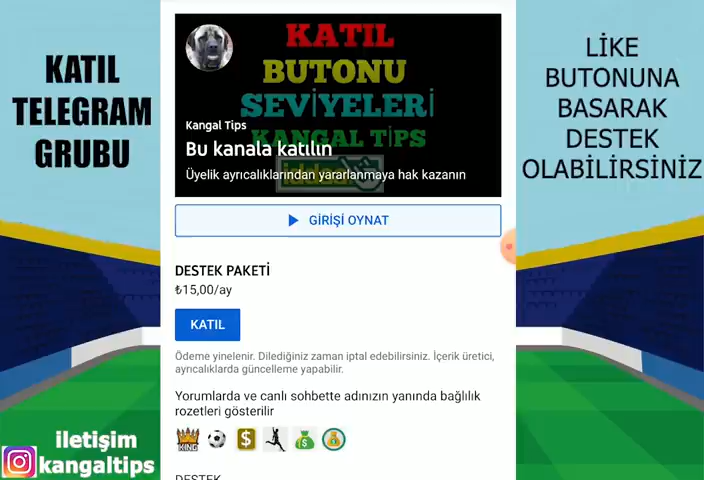 KATIL
TELEGRAM
GRUBU
KATIL
BUTONU
SEVİYELERİ
KANGAL TİPS
Kangal Tips
Bu kanala katılın
iddaa
Üyelik ayrıcalıklarından yararlanmaya hak kazanın
GİRİŞİ OYNAT
DESTEK PAKETİ
₺15,00/ay
KATIL
Ödeme yinelenir. Dilediğiniz zaman iptal edebilirsiniz. İçerik üretici,
ayrıcalıklarda güncelleme yapabilir.
Yorumlarda ve canlı sohbette adınızın yanında bağlılık
rozetleri gösterilir
KING
DESTEK
LİKE
BUTONUNA
BASARAK
DESTEK
OLABİLİRSİNİZ
iletişim
kangaltips